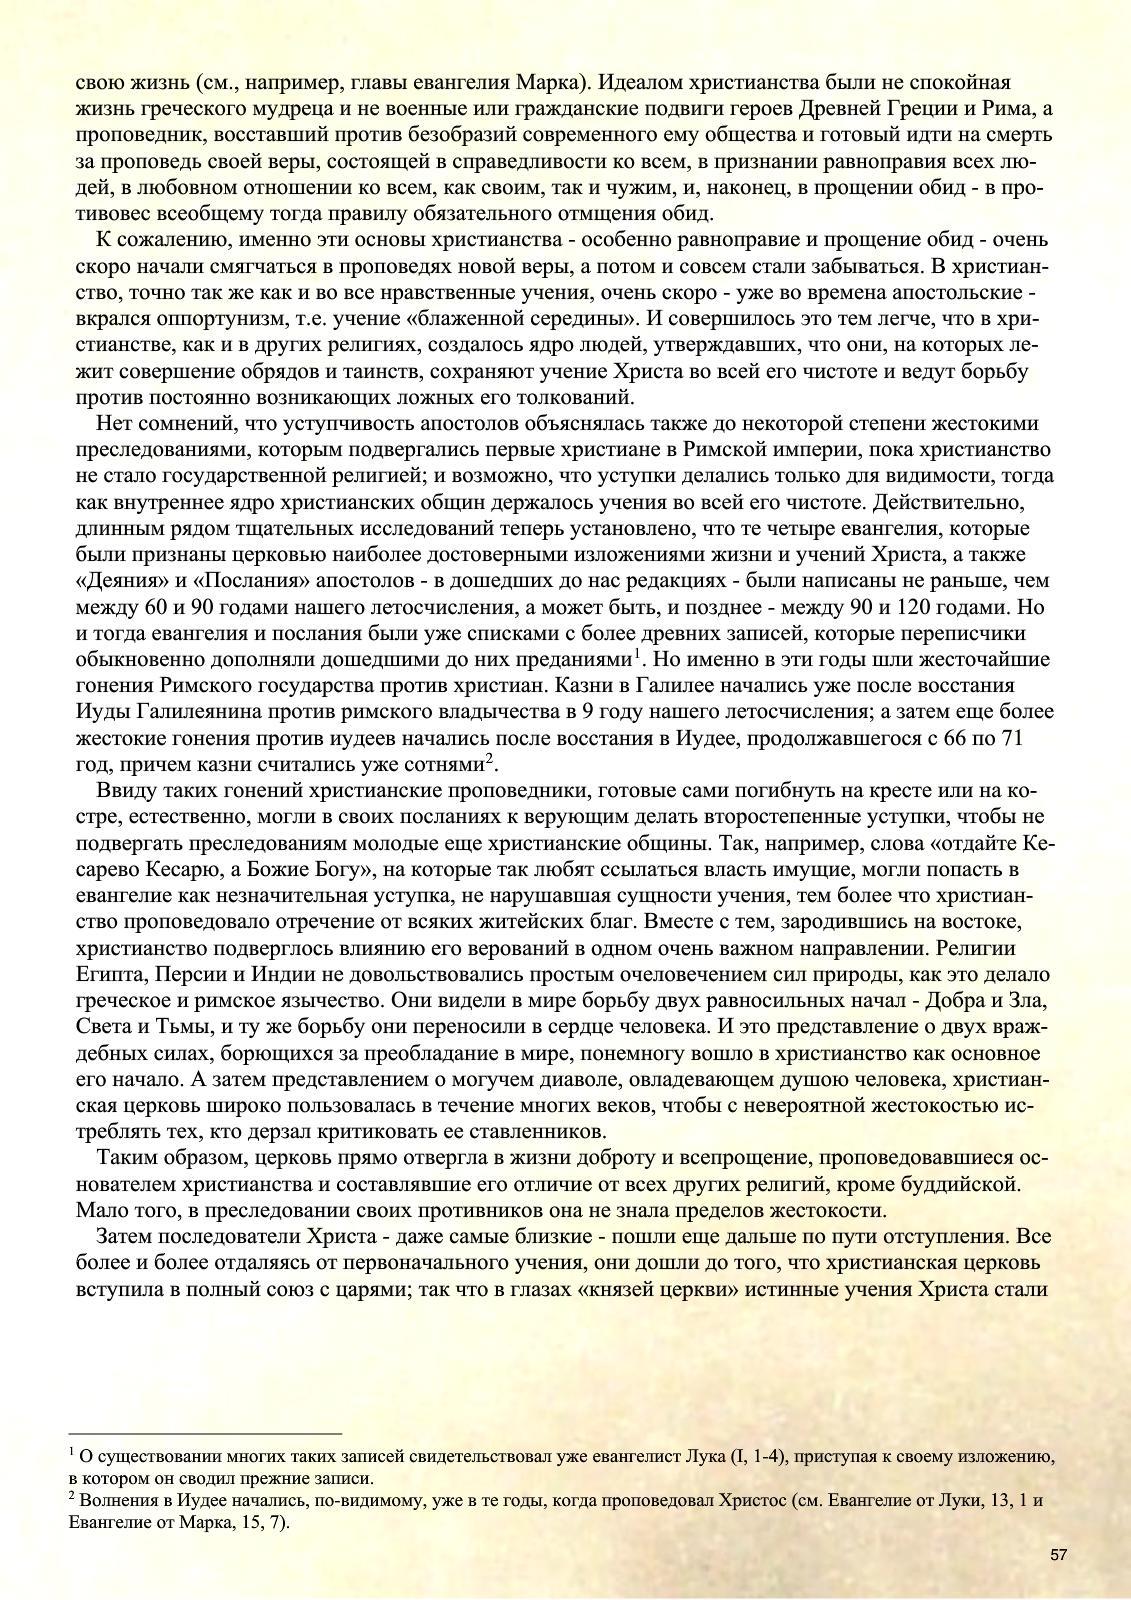 свою жизнь (см., например, главы евангелия Марка). Идеалом христианства были не спокойная
жизнь греческого мудреца и не военные или гражданские подвиги героев Древней Греции и Рима, а
проповедник, восставший против безобразий современного ему общества и готовый идти на смерть
за проповедь своей веры, состоящей в справедливости ко всем, в признании равноправия всех лю-
дей, в любовном отношении ко всем, как своим, так и чужим, и, наконец, в прощении обид - в про-
тивовес всеобщему тогда правилу обязательного отмщения обид.
К сожалению, именно эти основы христианства - особенно равноправие и прощение обид - очень
скоро начали смягчаться в проповедях новой веры, а потом и совсем стали забываться. В христиан-
ство, точно так же как и во все нравственные учения, очень скоро - уже во времена апостольские -
вкрался оппортунизм, т.е. учение «блаженной середины». И совершилось это тем легче, что в хри-
стианстве, как и в других религиях, создалось ядро людей, утверждавших, что они, на которых ле-
жит совершение обрядов и таинств, сохраняют учение Христа во всей его чистоте и ведут борьбу
против постоянно возникающих ложных его толкований.
Нет сомнений, что уступчивость апостолов объяснялась также до некоторой степени жестокими
преследованиями, которым подвергались первые христиане в Римской империи, пока христианство
не стало государственной религией; и возможно, что уступки делались только для видимости, тогда
как внутреннее ядро христианских общин держалось учения во всей его чистоте. Действительно,
длинным рядом тщательных исследований теперь установлено, что те четыре евангелия, которые
были признаны церковью наиболее достоверными изложениями жизни и учений Христа, а также
«Деяния» и «Послания» апостолов - в дошедших до нас редакциях - были написаны не раньше, чем
между 60 и 90 годами нашего летосчисления, а может быть, и позднее - между 90 и 120 годами. Но
и тогда евангелия и послания были уже списками с более древних записей, которые переписчики
обыкновенно дополняли дошедшими до них преданиями¹. Но именно в эти годы шли жесточайшие
гонения Римского государства против христиан. Казни в Галилее начались уже после восстания
Иуды Галилеянина против римского владычества в 9 году нашего летосчисления; а затем еще более
жестокие гонения против иудеев начались после восстания в Иудее, продолжавшегося с 66 по 71
год, причем казни считались уже сотнями².
Ввиду таких гонений христианские проповедники, готовые сами погибнуть на кресте или на ко-
стре, естественно, могли в своих посланиях к верующим делать второстепенные уступки, чтобы не
подвергать преследованиям молодые еще христианские общины. Так, например, слова «отдайте Ке-
сарево Кесарю, а Божие Богу», на которые так любят ссылаться власть имущие, могли попасть в
евангелие как незначительная уступка, не нарушавшая сущности учения, тем более что христиан-
ство проповедовало отречение от всяких житейских благ. Вместе с тем, зародившись на востоке,
христианство подверглось влиянию его верований в одном очень важном направлении. Религии
Египта, Персии и Индии не довольствовались простым очеловечением сил природы, как это делало
греческое и римское язычество. Они видели в мире борьбу двух равносильных начал - Добра и Зла,
Света и Тьмы, и ту же борьбу они переносили в сердце человека. И это представление о двух враж-
дебных силах, борющихся за преобладание в мире, понемногу вошло в христианство как основное
его начало. А затем представлением о могучем диаволе, овладевающем душою человека, христиан-
ская церковь широко пользовалась в течение многих веков, чтобы с невероятной жестокостью ис-
треблять тех, кто дерзал критиковать ее ставленников.
Таким образом, церковь прямо отвергла в жизни доброту и всепрощение, проповедовавшиеся ос-
нователем христианства и составлявшие его отличие от всех других религий, кроме буддийской.
Мало того, в преследовании своих противников она не знала пределов жестокости.
Затем последователи Христа - даже самые близкие - пошли еще дальше по пути отступления. Все
более и более отдаляясь от первоначального учения, они дошли до того, что христианская церковь
вступила в полный союз с царями; так что в глазах «князей церкви» истинные учения Христа стали
¹ О существовании многих таких записей свидетельствовал уже евангелист Лука (I, 1-4), приступая к своему изложению,
в котором он сводил прежние записи.
² Волнения в Иудее начались, по-видимому, уже в те годы, когда проповедовал Христос (см. Евангелие от Луки, 13, 1 и
Евангелие от Марка, 15, 7).
57